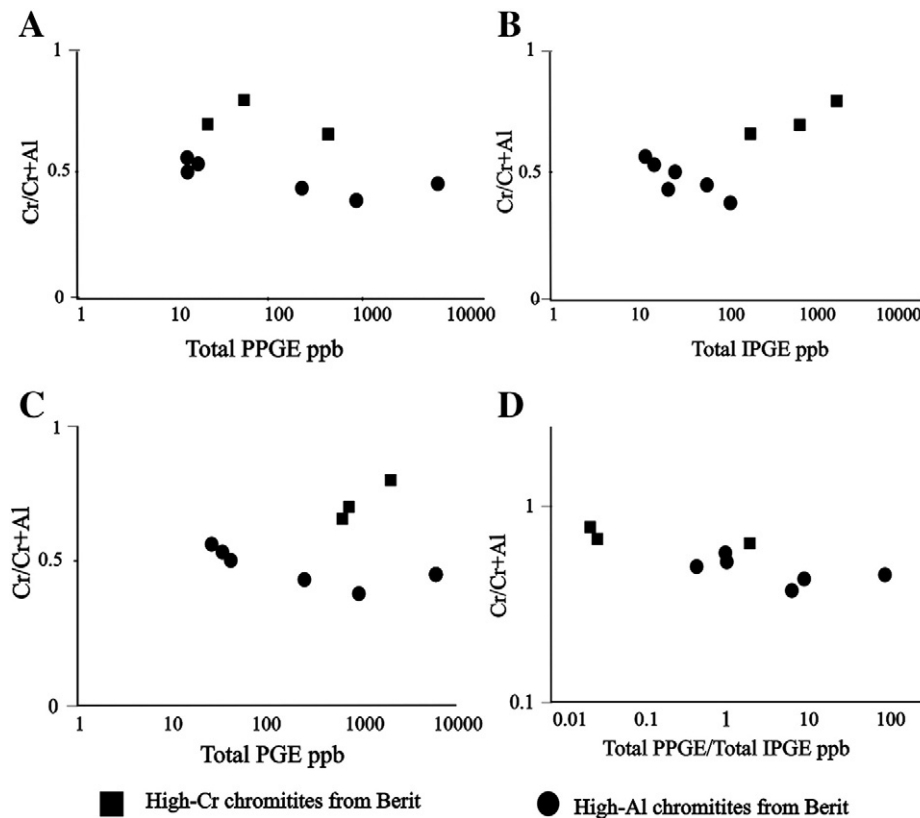 A
1
0.5
0
Cr/Cr+Al
1 10 100 1000 10000
Total PPGE ppb
B
1
0.5
0
Cr/Cr+Al
1 10 100 1000 10000
Total IPGE ppb
C
1
0.5
0
Cr/Cr+Al
1 10 100 1000 10000
Total PGE ppb
D
1
0.1
Cr/Cr+Al
0.01 0.1 1 10 100
Total PPGE/Total IPGE ppb
High-Cr chromitites from Berit
High-Al chromitites from Berit